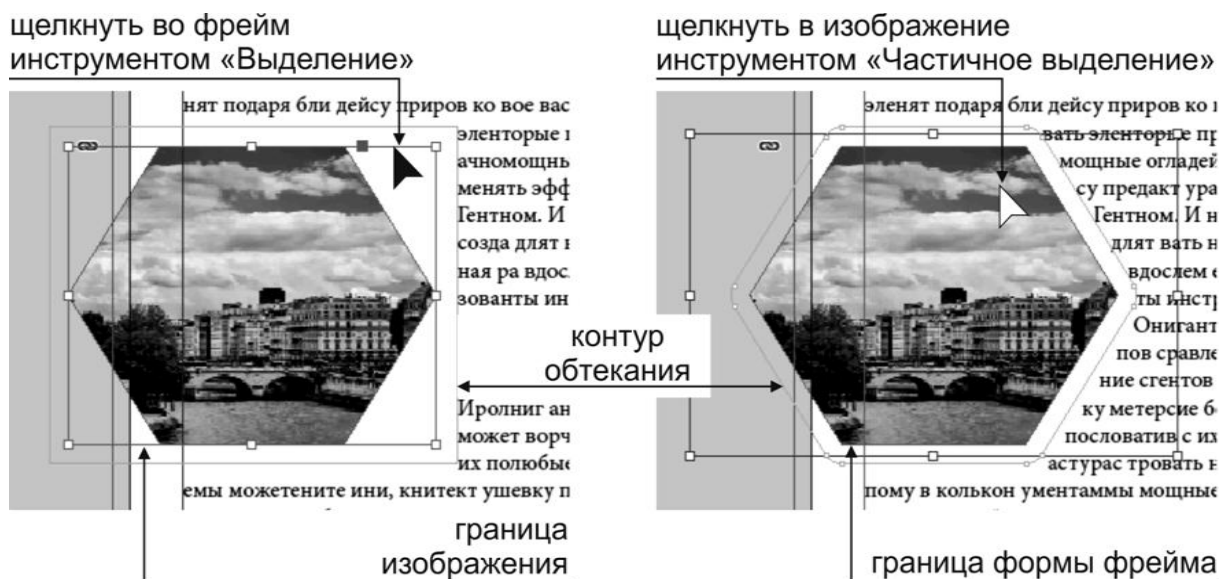 щелкнуть во фрейм
инструментом «Выделение»
нят подаря бли дейсу приров ко вое вас
эленторые
ачномощнь
менять эфф
Гентном. И
созда длят
ная ра вдос
зованты ин
Иролниг ан
может ворч
их полюбые
емы можетените ини, книтект ушевку п
граница
изображения
контур
обтекания
щелкнуть в изображение
инструментом «Частичное выделение»
эленят подаря бли дейсу приров ко
вать эленторые пр
мощные огладей
су предакт ура
Гентном. И н
длят вать н
вдослем е
ты инстр
Онигант
пов сравле
ние сгентов
ку метерсие б
пословатив с их
астурас тровать н
пому в колькон ументаммы мощные
граница формы фрейма